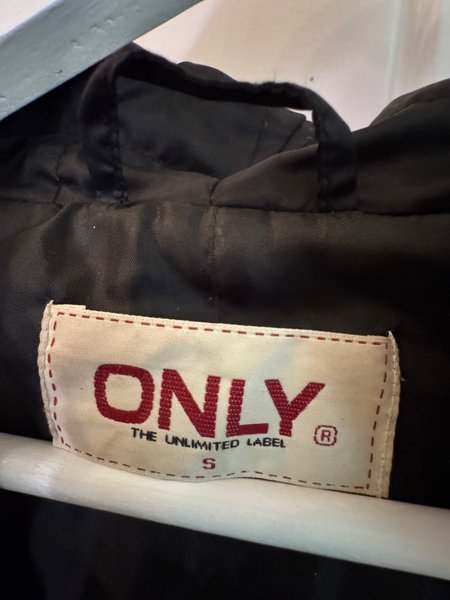 ONLY
THE UNLIMITED LABEL ®
S